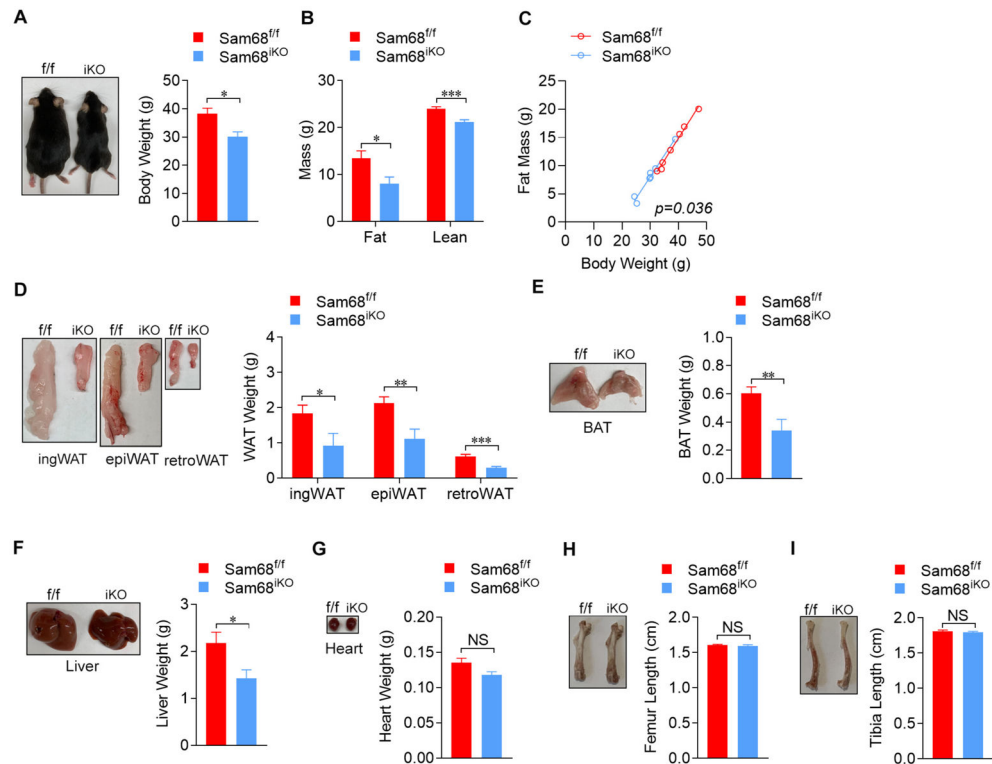 A
f/f iKO
Sam68f/f
Sam68iKO
Body Weight (g)
50
40
30
20
10
0
*
B
Sam68f/f
Sam68iKO
Mass (g)
30
20
10
0
*
***
Fat Lean
C
Sam68f/f
Sam68iKO
Fat Mass (g)
25
20
15
10
5
0
p=0.036
0 10 20 30 40 50
Body Weight (g)
D
f/f iKO f/f iKO f/f iKO
ingWAT epiWAT retroWAT
Sam68f/f
Sam68iKO
WAT Weight (g)
4
3
2
1
0
* ** ***
ingWAT epiWAT retroWAT
E
f/f iKO
BAT
Sam68f/f
Sam68iKO
BAT Weight (g)
1.0
0.8
0.6
0.4
0.2
0.0
**
F
f/f iKO
Liver
Sam68f/f
Sam68iKO
Liver Weight (g)
3
2
1
0
*
G
f/f iKO
Heart
Sam68f/f
Sam68iKO
Heart Weight (g)
0.20
0.15
0.10
0.05
0.00
NS
H
f/f iKO
Sam68f/f
Sam68iKO
Femur Length (cm)
2.0
1.5
1.0
0.5
0.0
NS
I
f/f iKO
Sam68f/f
Sam68iKO
Tibia Length (cm)
2.0
1.5
1.0
0.5
0.0
NS